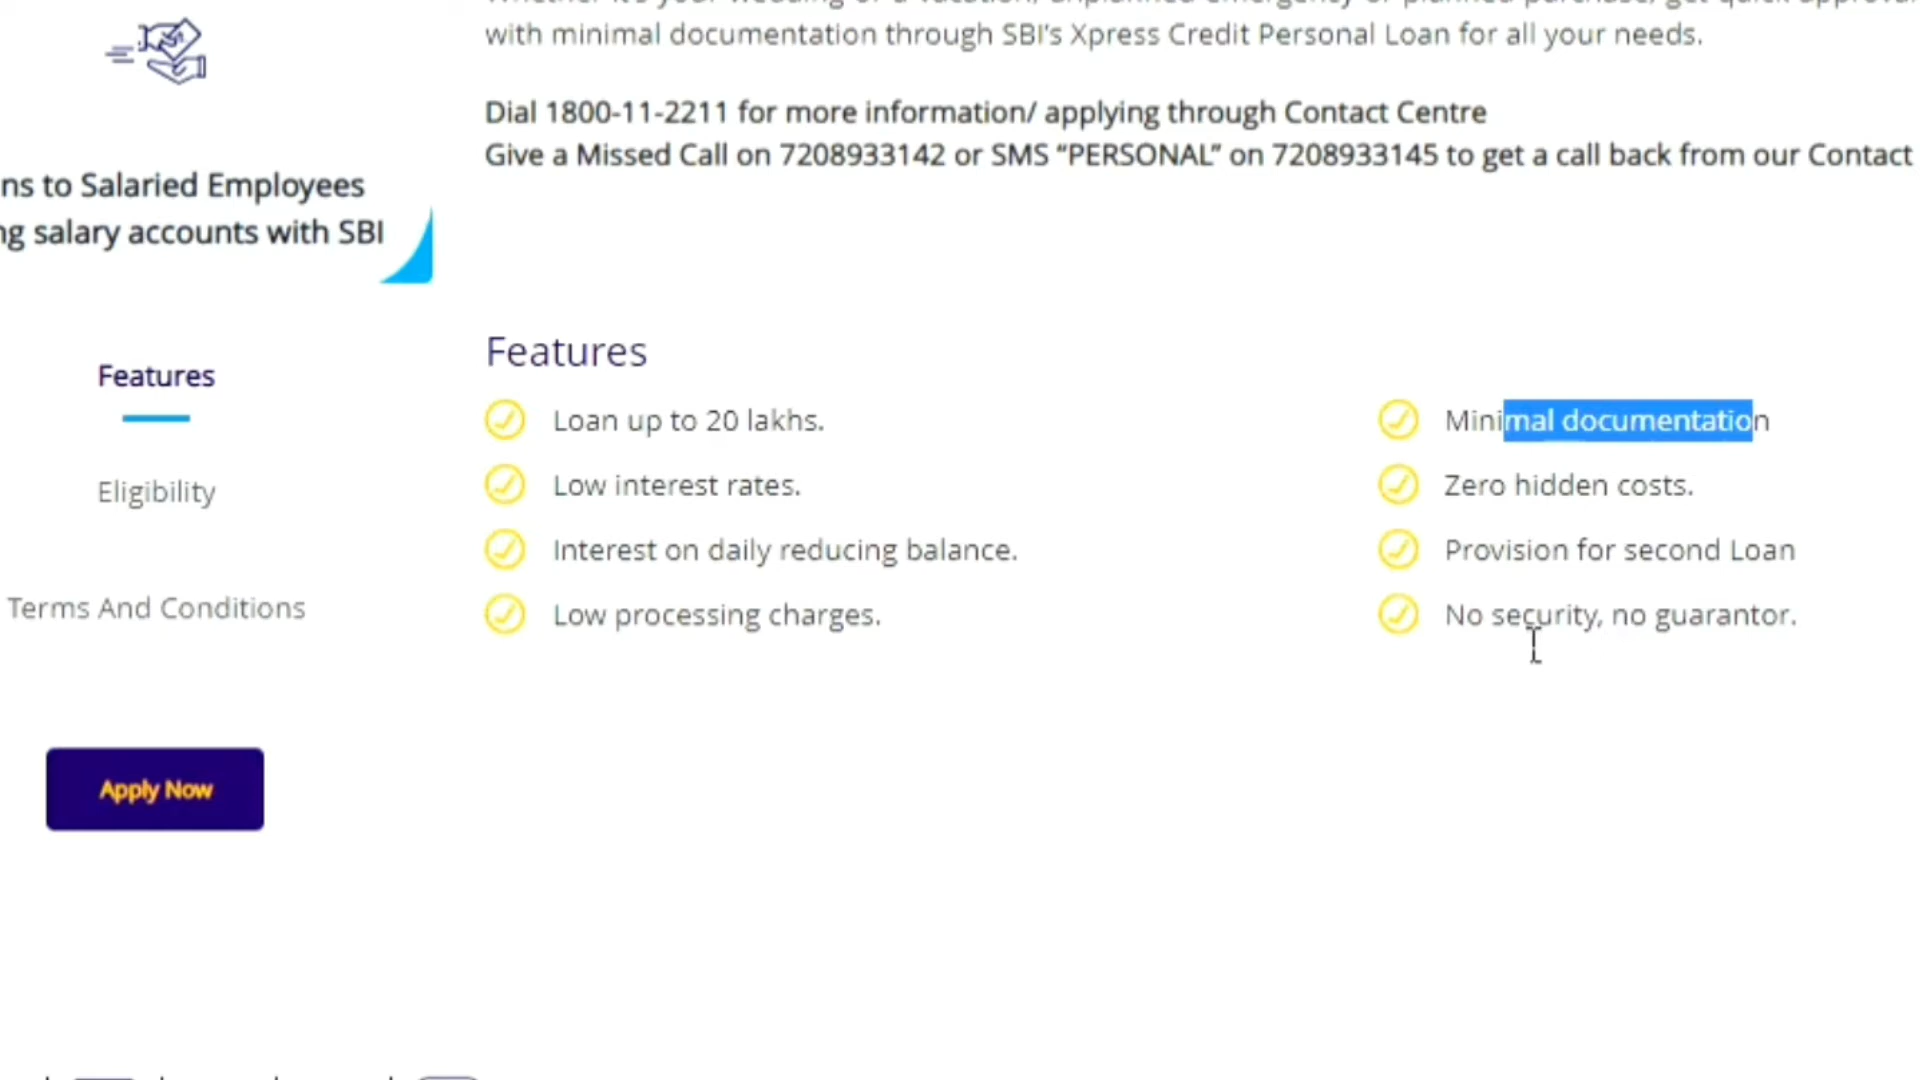 with minimal documentation through SBI's Xpress Credit Personal Loan for all your needs.
Dial 1800-11-2211 for more information/ applying through Contact Centre
Give a Missed Call on 7208933142 or SMS “PERSONAL” on 7208933145 to get a call back from our Contact
ns to Salaried Employees
ng salary accounts with SBI
Features
Eligibility
Terms And Conditions
Apply Now
Features
Loan up to 20 lakhs.
Low interest rates.
Interest on daily reducing balance.
Low processing charges.
Minimal documentation
Zero hidden costs.
Provision for second Loan
No security, no guarantor.